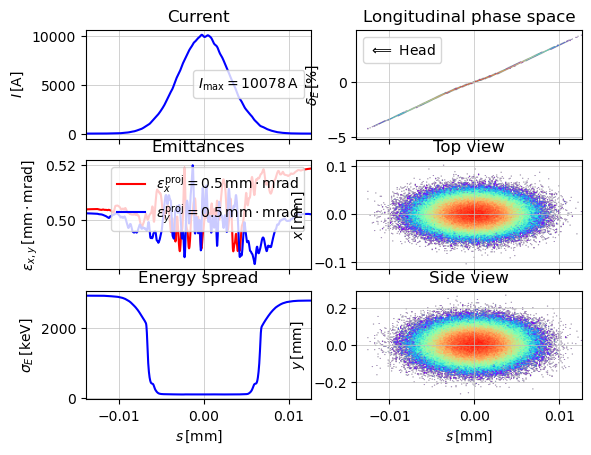 Current
Longitudinal phase space
10000
5000
0
I [A]
I_max = 10078 A
0
−5
δ_E [%]
⟸ Head
Emittances
Top view
0.52
0.50
ε_x,y [mm · mrad]
ε_x^proj = 0.5 mm · mrad
ε_y^proj = 0.5 mm · mrad
0.1
0.0
−0.1
x [mm]
Energy spread
Side view
2000
0
σ_E [keV]
0.2
0.0
−0.2
y [mm]
−0.01 0.00 0.01
s [mm]
−0.01 0.00 0.01
s [mm]